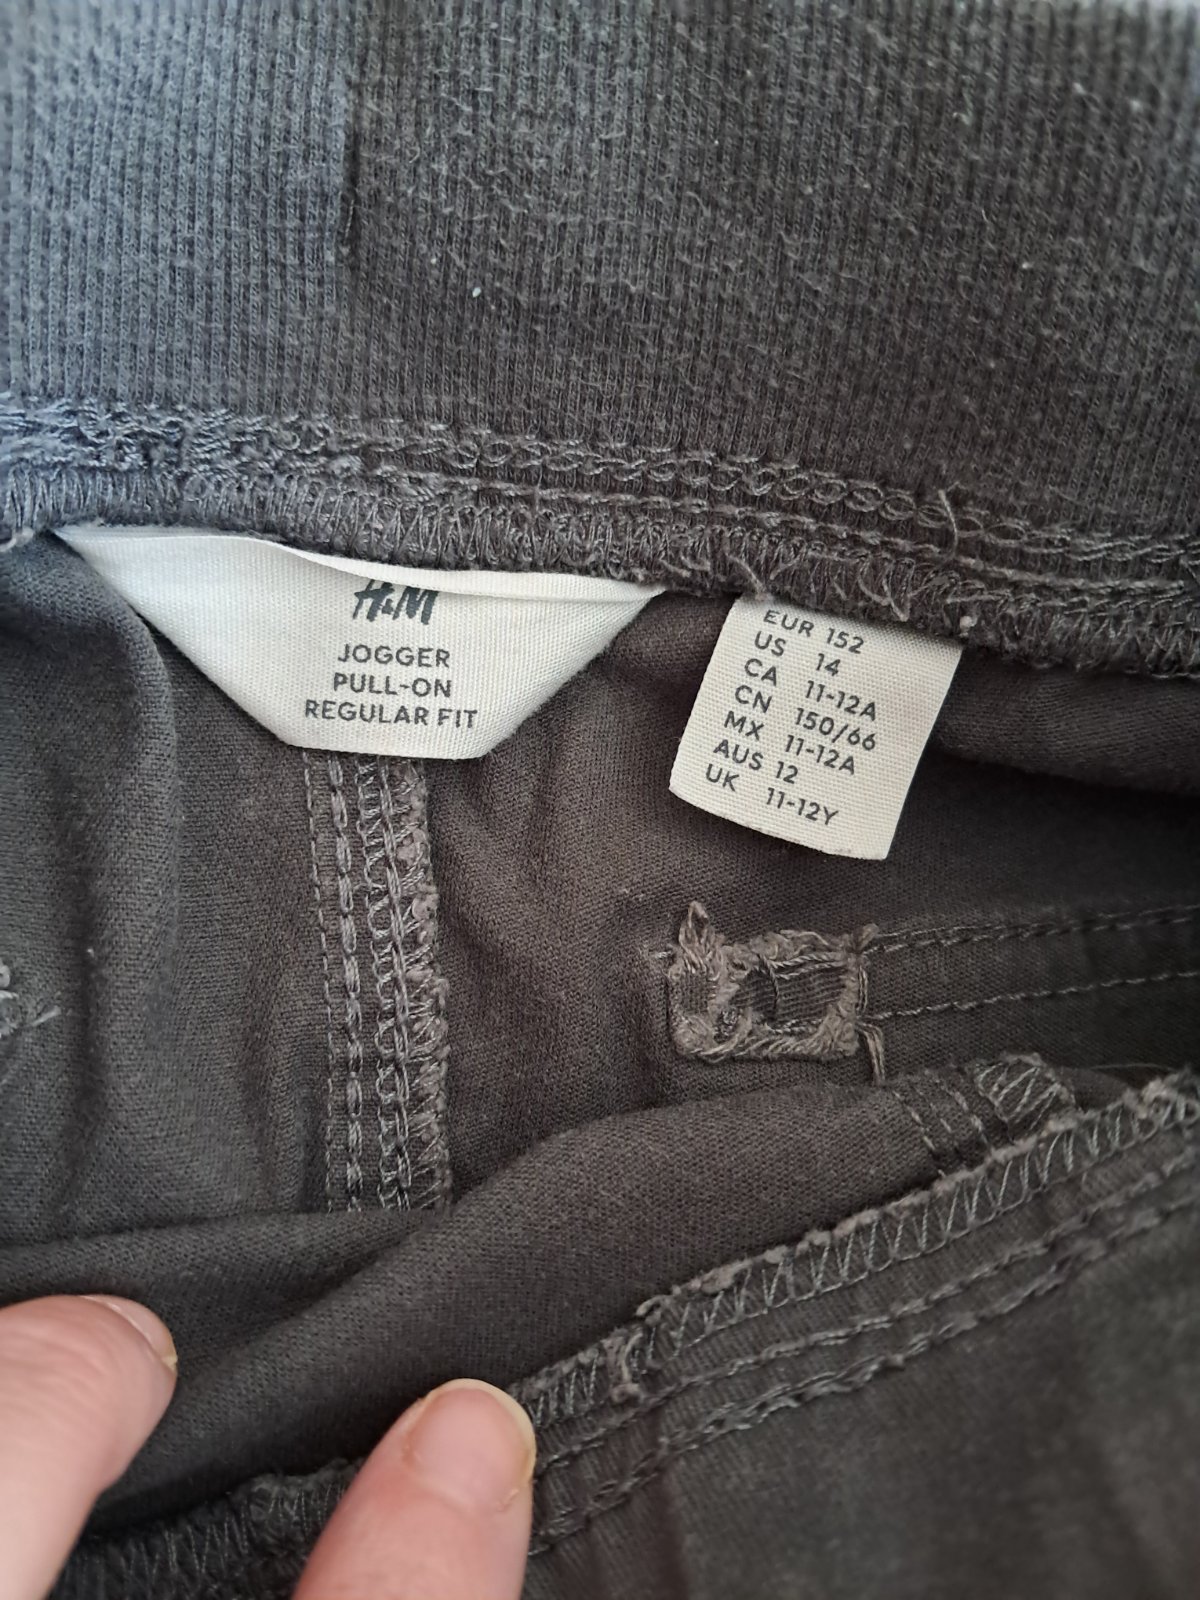 H&M
JOGGER
PULL-ON
REGULAR FIT
EUR 152
US 14
CA 11-12A
CN 150/66
MX 11-12A
AUS 12
UK 11-12Y